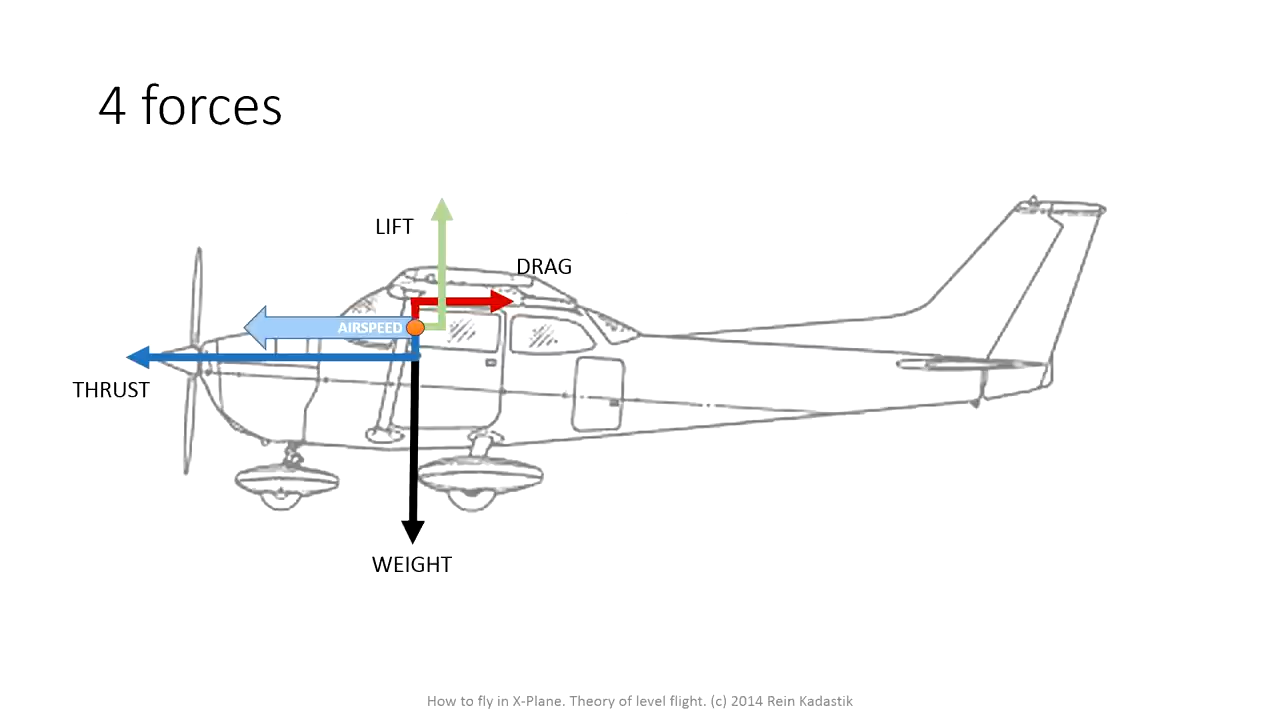 4 forces
LIFT
DRAG
AIRSPEED
THRUST
WEIGHT
How to fly in X-Plane. Theory of level flight. (c) 2014 Rein Kadastik